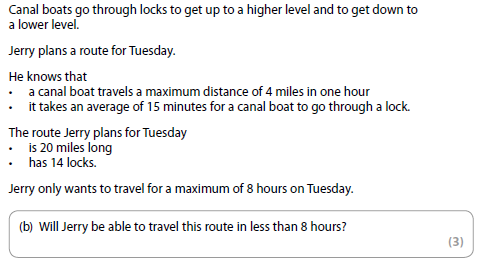 Canal boats go through locks to get up to a higher level and to get down to
a lower level.
Jerry plans a route for Tuesday.
He knows that
• a canal boat travels a maximum distance of 4 miles in one hour
• it takes an average of 15 minutes for a canal boat to go through a lock.
The route Jerry plans for Tuesday
• is 20 miles long
• has 14 locks.
Jerry only wants to travel for a maximum of 8 hours on Tuesday.
(b) Will Jerry be able to travel this route in less than 8 hours?
(3)